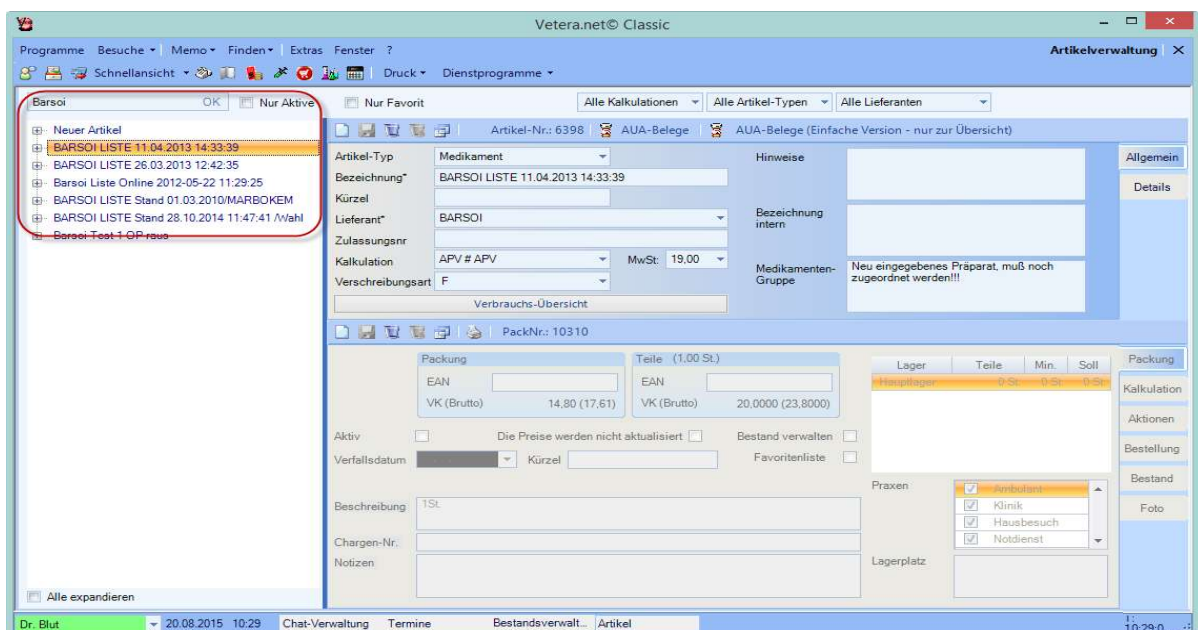 Vetera.net© Classic
Programme Besuche Memo Finden Extras Fenster ? Artikelverwaltung X
Schnellansicht Druck Dienstprogramme
Barsoi OK Nur Aktive Nur Favorit Alle Kalkulationen Alle Artikel-Typen Alle Lieferanten
Neuer Artikel
BARSOI LISTE 11.04.2013 14:33:39
BARSOI LISTE 26.03.2013 12:42:35
Barsoi Liste Online 2012-05-22 11:29:25
BARSOI LISTE Stand 01.03.2010/MARBOKEM
BARSOI LISTE Stand 28.10.2014 11:47:41 /Wahl
Barsoi Test 1 OP raus
Alle expandieren
Artikel-Nr.: 6398 AUA-Belege AUA-Belege (Einfache Version - nur zur Übersicht)
Artikel-Typ Medikament
Bezeichnung* BARSOI LISTE 11.04.2013 14:33:39
Kürzel
Lieferant* BARSOI
Zulassungsnr
Kalkulation APV # APV MwSt: 19,00
Verschreibungsart F
Verbrauchs-Übersicht
Hinweise
Bezeichnung
intern
Medikamenten-
Gruppe
Neu eingegebenes Präparat, muß noch
zugeordnet werden!!!
Allgemein
Details
PackNr.: 10310
Packung
EAN
VK (Brutto) 14,80 (17,61)
Teile (1,00 St.)
EAN
VK (Brutto) 20,0000 (23,8000)
Lager Teile Min. Soll
Hauptlager 0 St 0 St 0 St
Aktiv Die Preise werden nicht aktualisiert Bestand verwalten
Verfallsdatum Kürzel Favoritenliste
Beschreibung 1St.
Chargen-Nr.
Notizen
Praxen
Ambulant
Klinik
Hausbesuch
Notdienst
Lagerplatz
Packung
Kalkulation
Aktionen
Bestellung
Bestand
Foto
Dr. Blut 20.08.2015 10:29 Chat-Verwaltung Termine Bestandsverwalt... Artikel